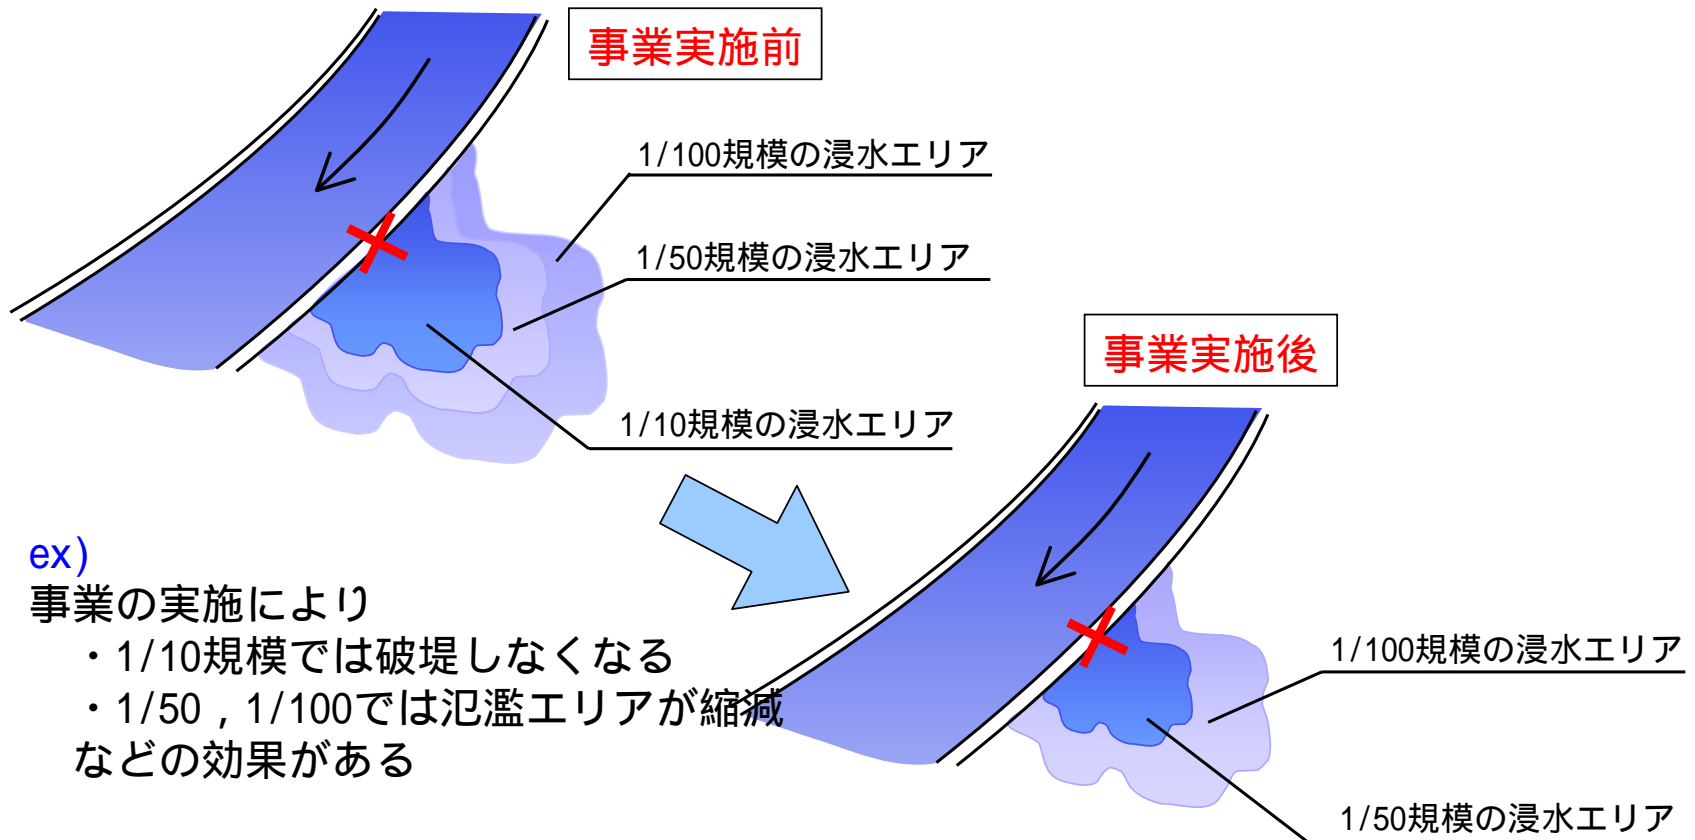 事業実施前
1/100規模の浸水エリア
1/50規模の浸水エリア
1/10規模の浸水エリア
事業実施後
1/100規模の浸水エリア
1/50規模の浸水エリア
ex)
事業の実施により
・1/10規模では破堤しなくなる
・1/50，1/100では氾濫エリアが縮減
などの効果がある